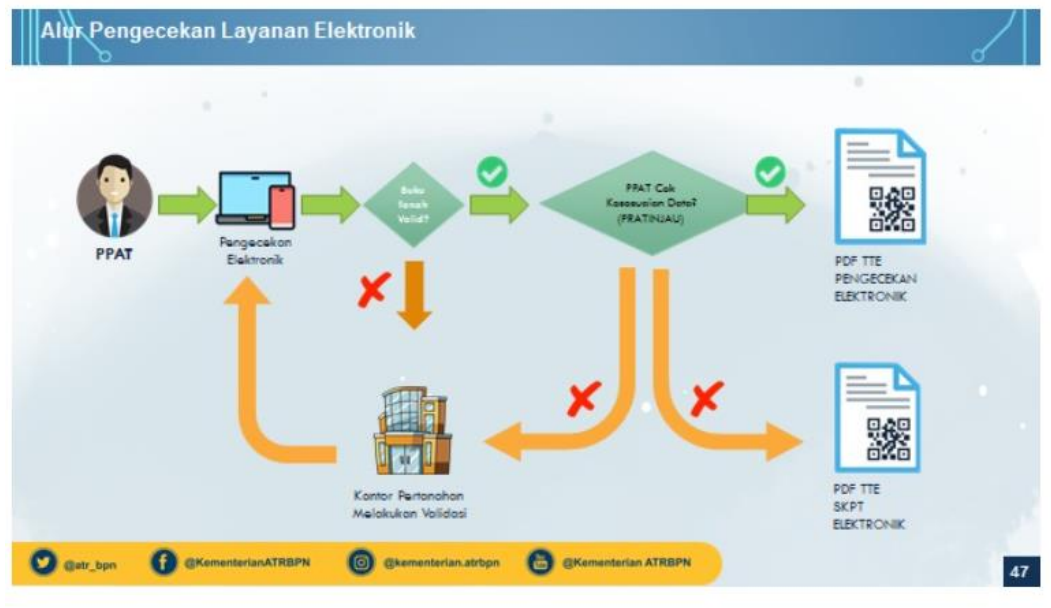 Alur Pengecekan Layanan Elektronik
PPAT
Pengecekan
Elektronik
Buku
Tanah
Valid?
PPAT Cek
Kesesuaian Data?
(PRATINJAU)
PDF TTE
PENGECEKAN
ELEKTRONIK
Kantor Pertanahan
Melakukan Validasi
PDF TTE
SKPT
ELEKTRONIK
@atr_bpn
@KementerianATRBPN
@kementerian.atrbpn
@Kementerian ATRBPN
47